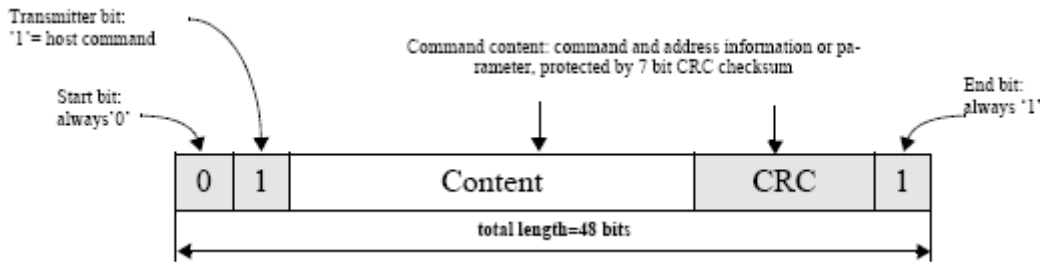 Transmitter bit:
'1'= host command
Command content: command and address information or pa-
rameter, protected by 7 bit CRC checksum
Start bit:
always'0'
End bit:
always '1'
0 1 Content CRC 1
total length=48 bits